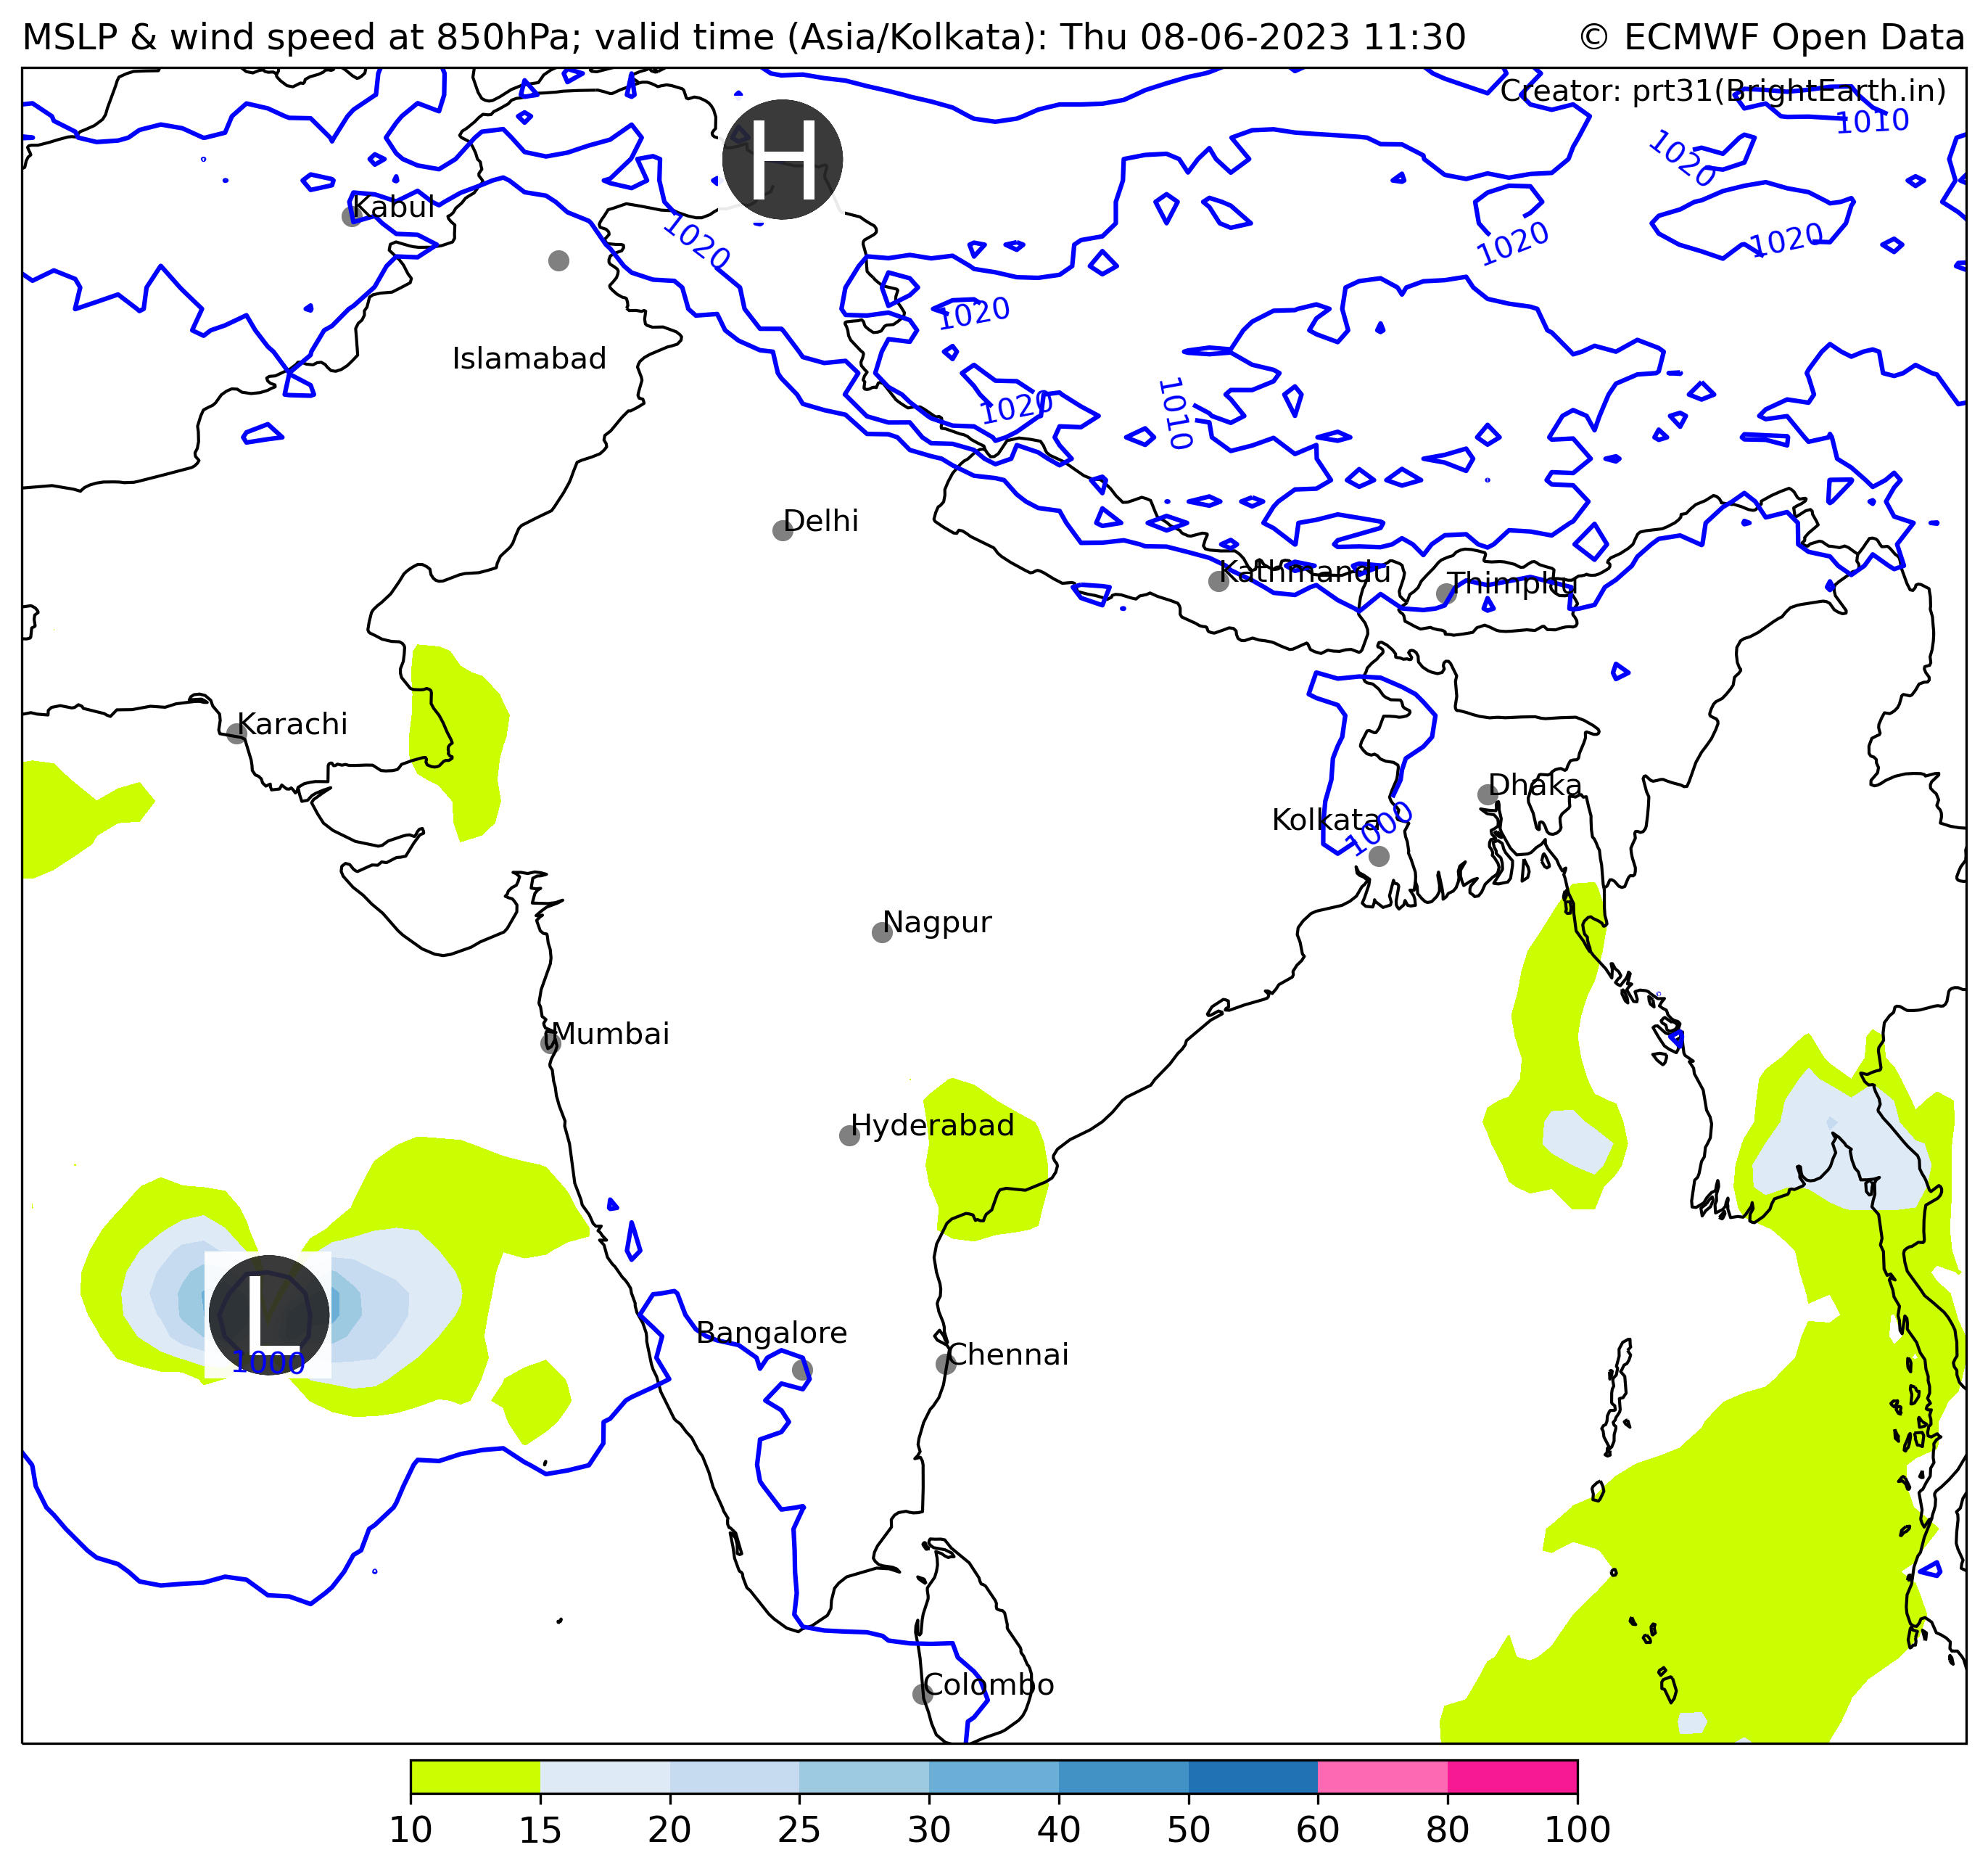 MSLP & wind speed at 850hPa; valid time (Asia/Kolkata): Thu 08-06-2023 11:30
© ECMWF Open Data
Creator: prt31(BrightEarth.in)
1010
1020
H
Kabul
1020
1020
1020
Islamabad
1020
1020
1010
Delhi
Kathmandu
Thimphu
Karachi
Dhaka
Kolkata
1000
Nagpur
Mumbai
Hyderabad
L
1000
Bangalore
Chennai
Colombo
10 15 20 25 30 40 50 60 80 100